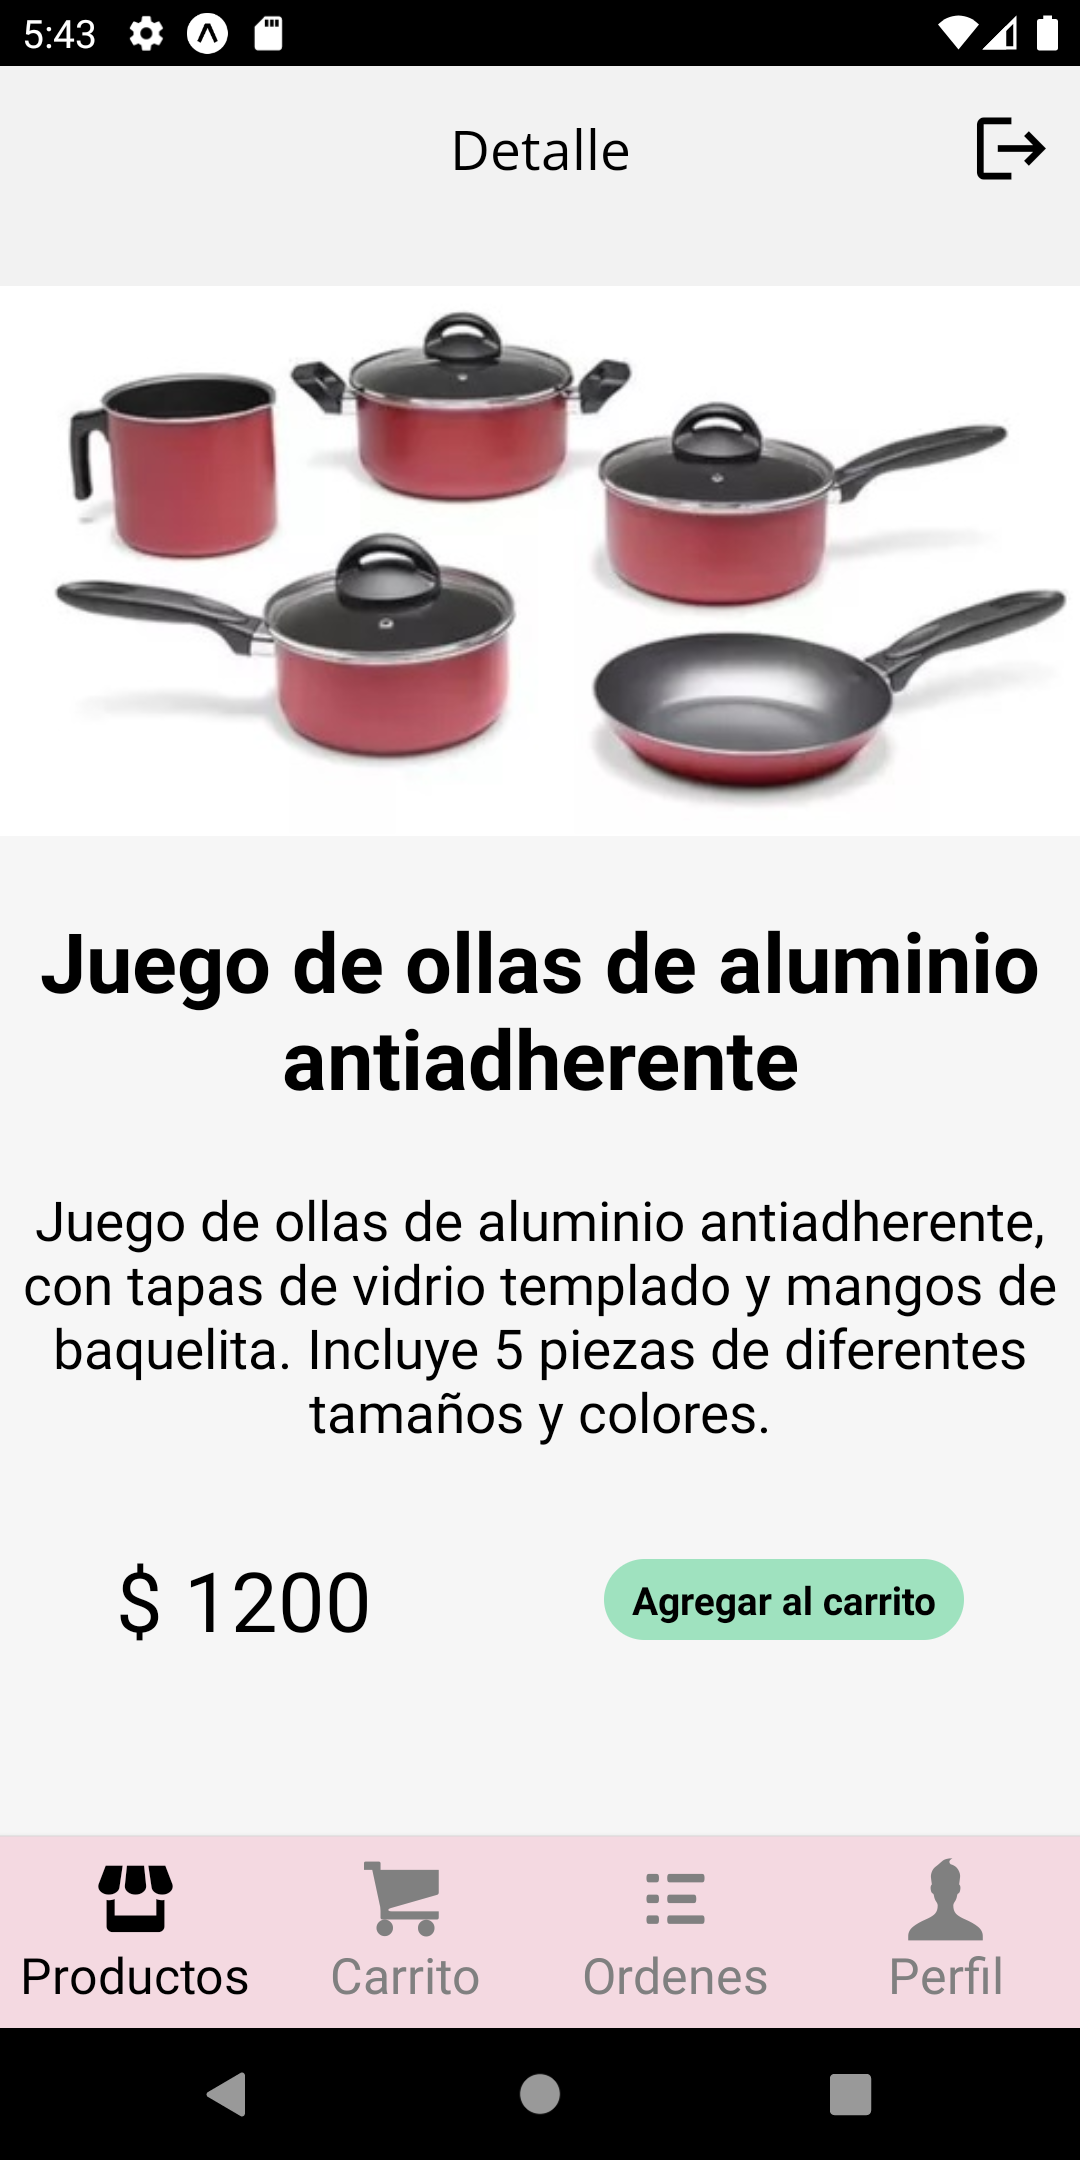 5:43
Detalle
Juego de ollas de aluminio
antiadherente
Juego de ollas de aluminio antiadherente,
con tapas de vidrio templado y mangos de
baquelita. Incluye 5 piezas de diferentes
tamaños y colores.
$ 1200
Agregar al carrito
Productos
Carrito
Ordenes
Perfil